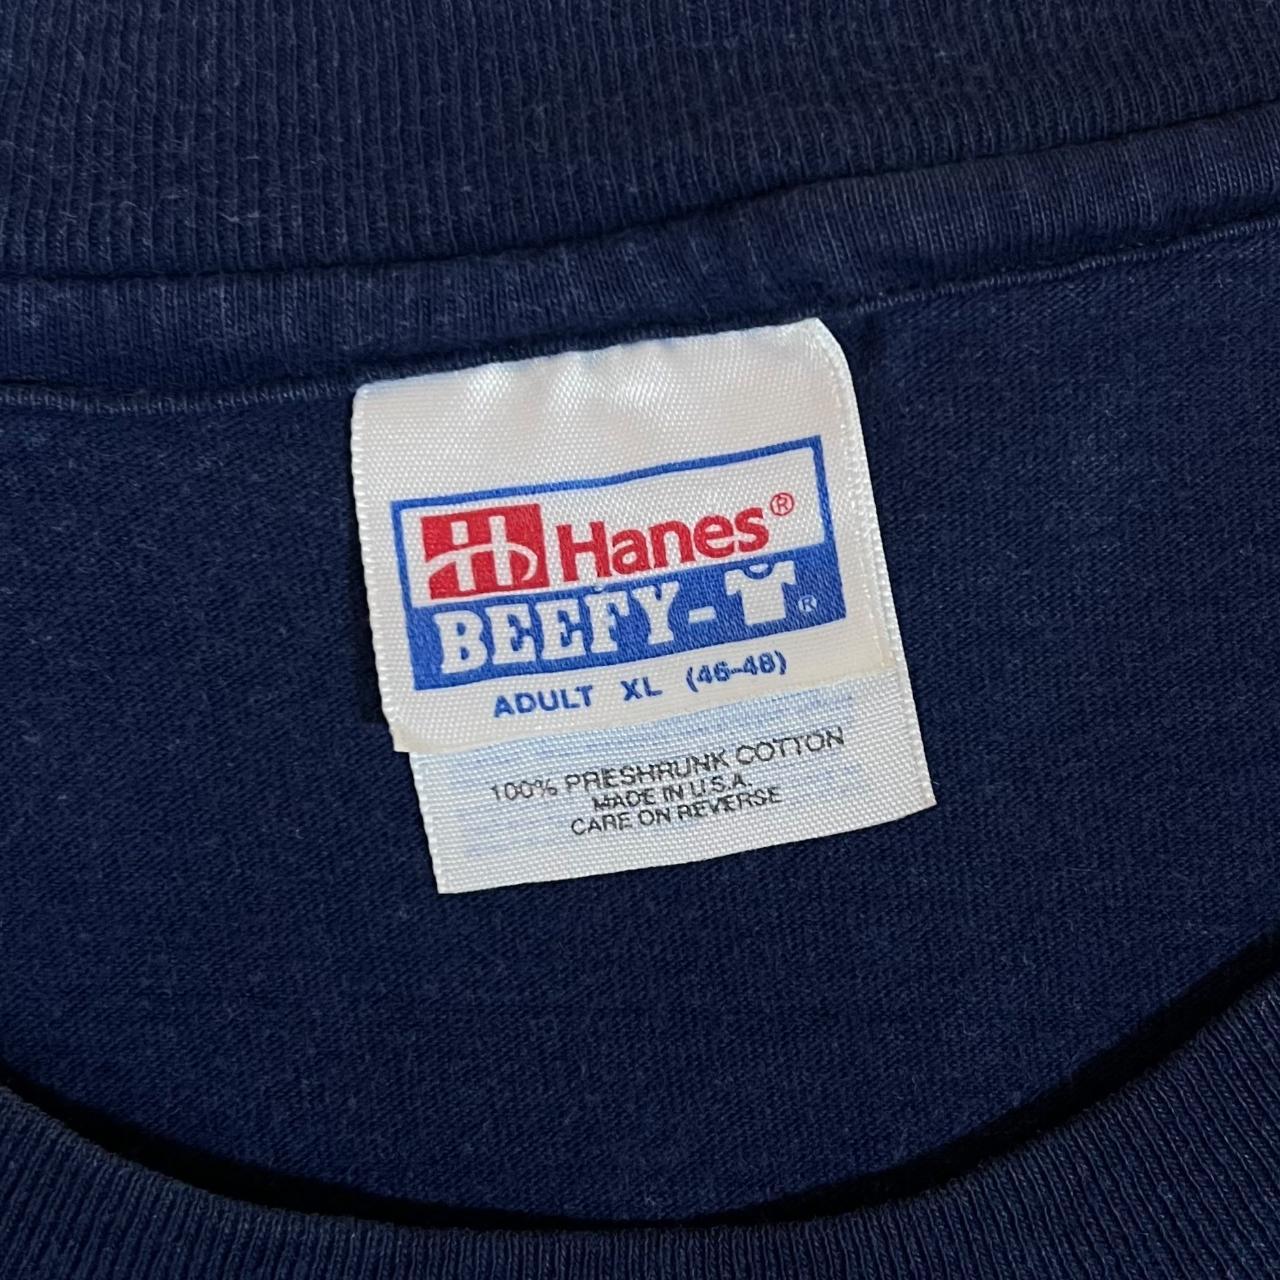 Hanes®
BEEFY-T®
ADULT XL (46-48)
100% PRESHRUNK COTTON
MADE IN U.S.A.
CARE ON REVERSE